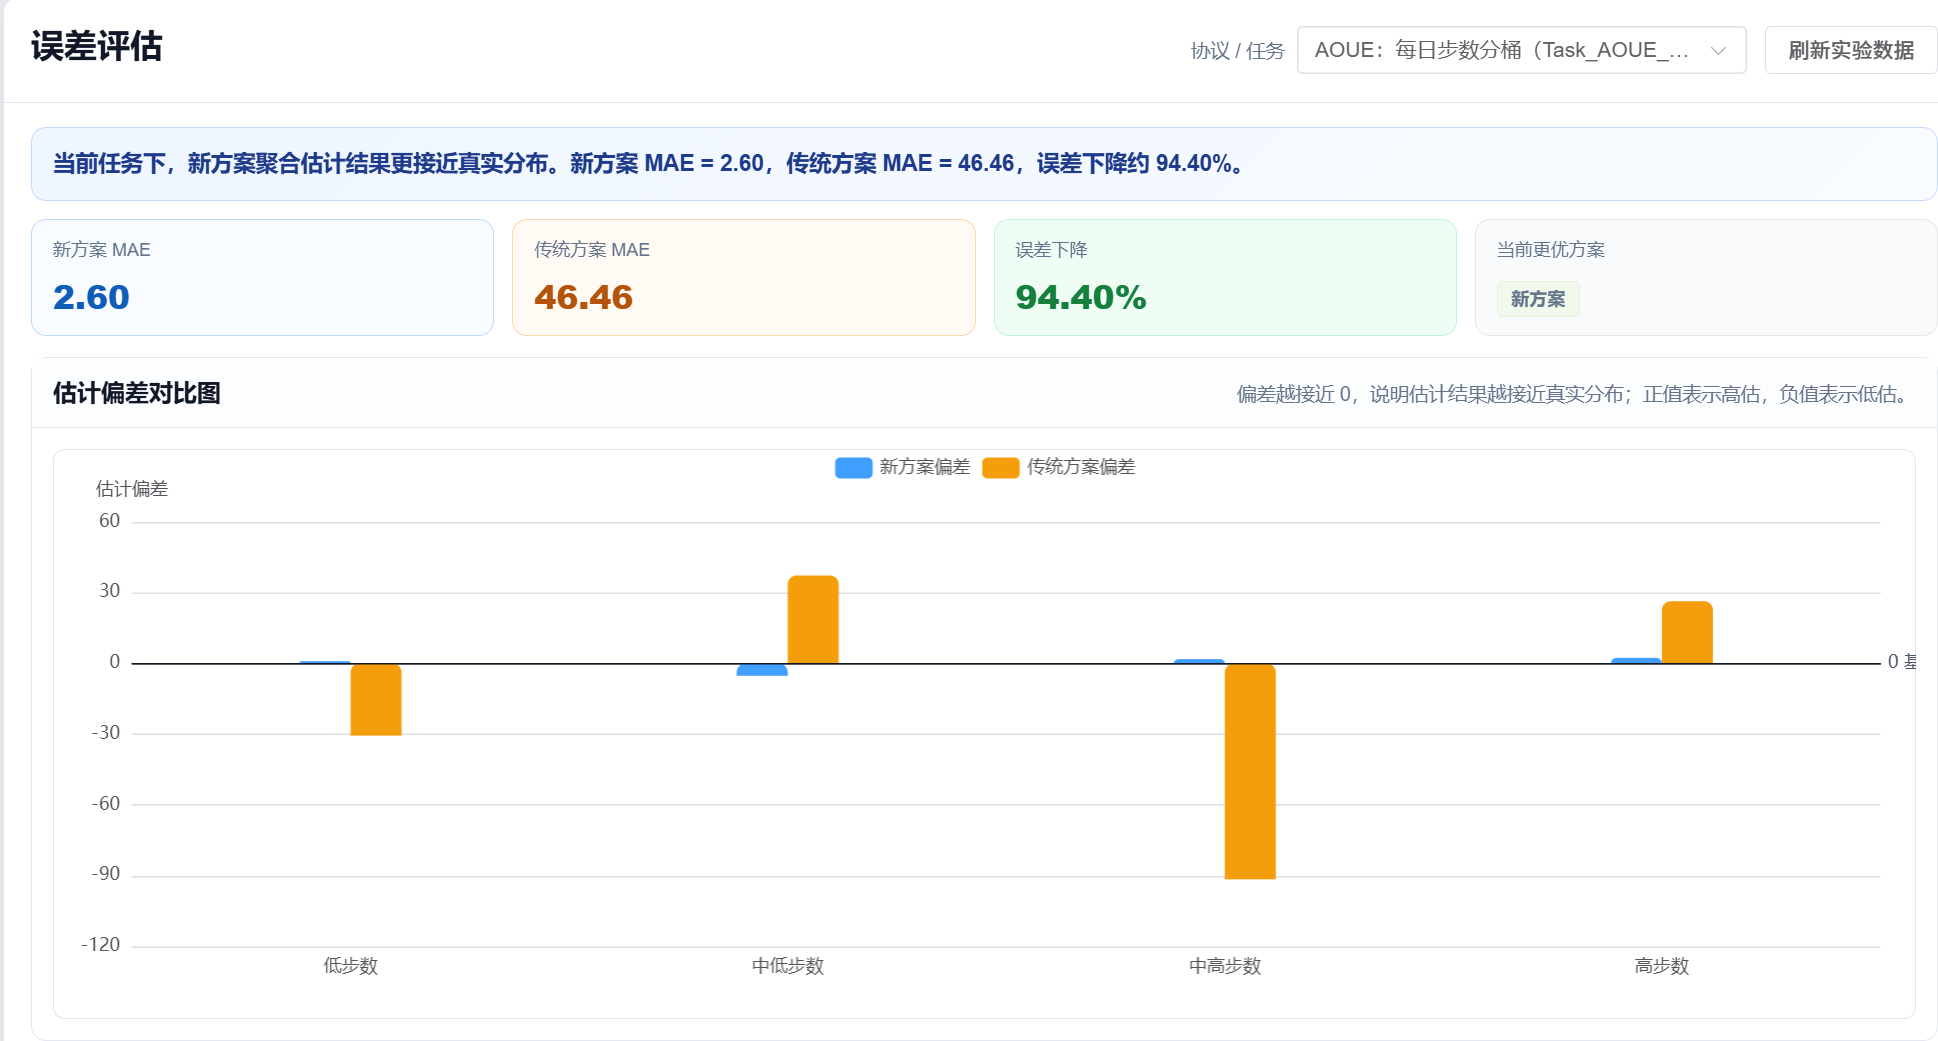 误差评估
协议 / 任务
AOUE：每日步数分桶（Task_AOUE_...
刷新实验数据
当前任务下，新方案聚合估计结果更接近真实分布。新方案 MAE = 2.60，传统方案 MAE = 46.46，误差下降约 94.40%。
新方案 MAE
2.60
传统方案 MAE
46.46
误差下降
94.40%
当前更优方案
新方案
估计偏差对比图
偏差越接近 0，说明估计结果越接近真实分布；正值表示高估，负值表示低估。
新方案偏差
传统方案偏差
估计偏差
60
30
0
0 基
-30
-60
-90
-120
低步数
中低步数
中高步数
高步数